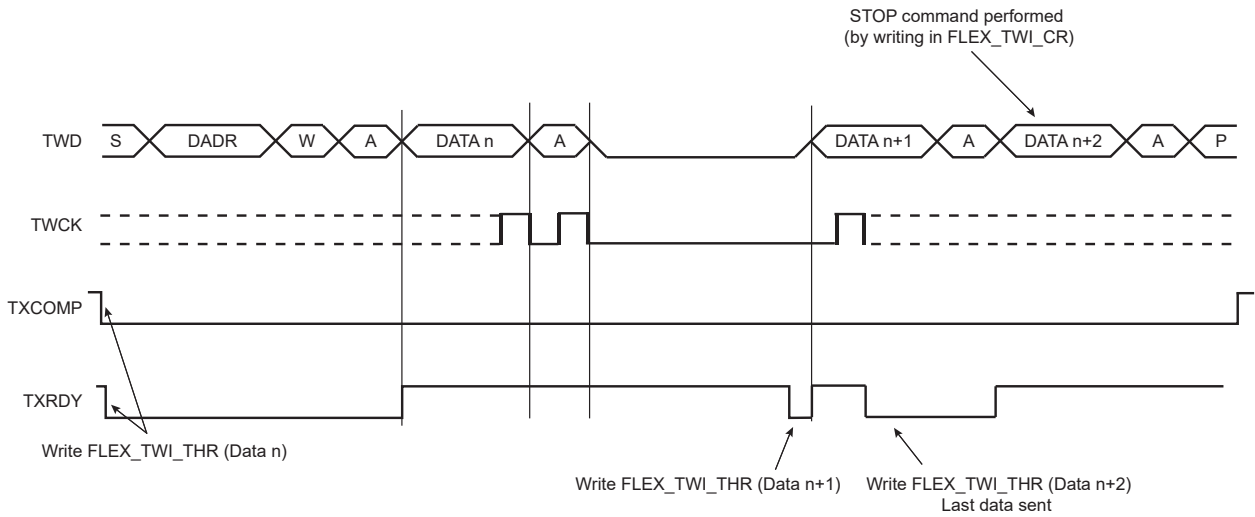 STOP command performed
(by writing in FLEX_TWI_CR)
TWD S DADR W A DATA n A DATA n+1 A DATA n+2 A P
TWCK
TXCOMP
TXRDY
Write FLEX_TWI_THR (Data n)
Write FLEX_TWI_THR (Data n+1) Write FLEX_TWI_THR (Data n+2)
Last data sent